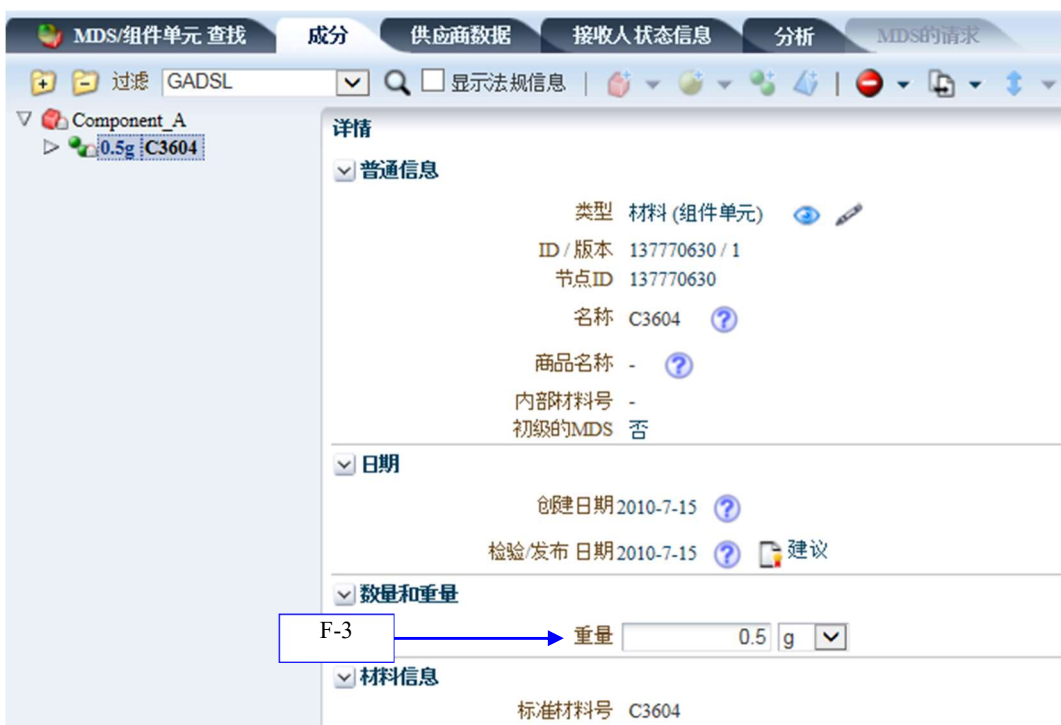 MDS/组件单元 查找 成分 供应商数据 接收人状态信息 分析 MDS的请求
过滤 GADSL 显示法规信息
Component_A
0.5g C3604
详情
普通信息
类型 材料 (组件单元)
ID / 版本 137770630 / 1
节点ID 137770630
名称 C3604
商品名称 -
内部材料号 -
初级的MDS 否
日期
创建日期 2010-7-15
检验/发布 日期 2010-7-15 建议
数量和重量
F-3
重量 0.5 g
材料信息
标准材料号 C3604